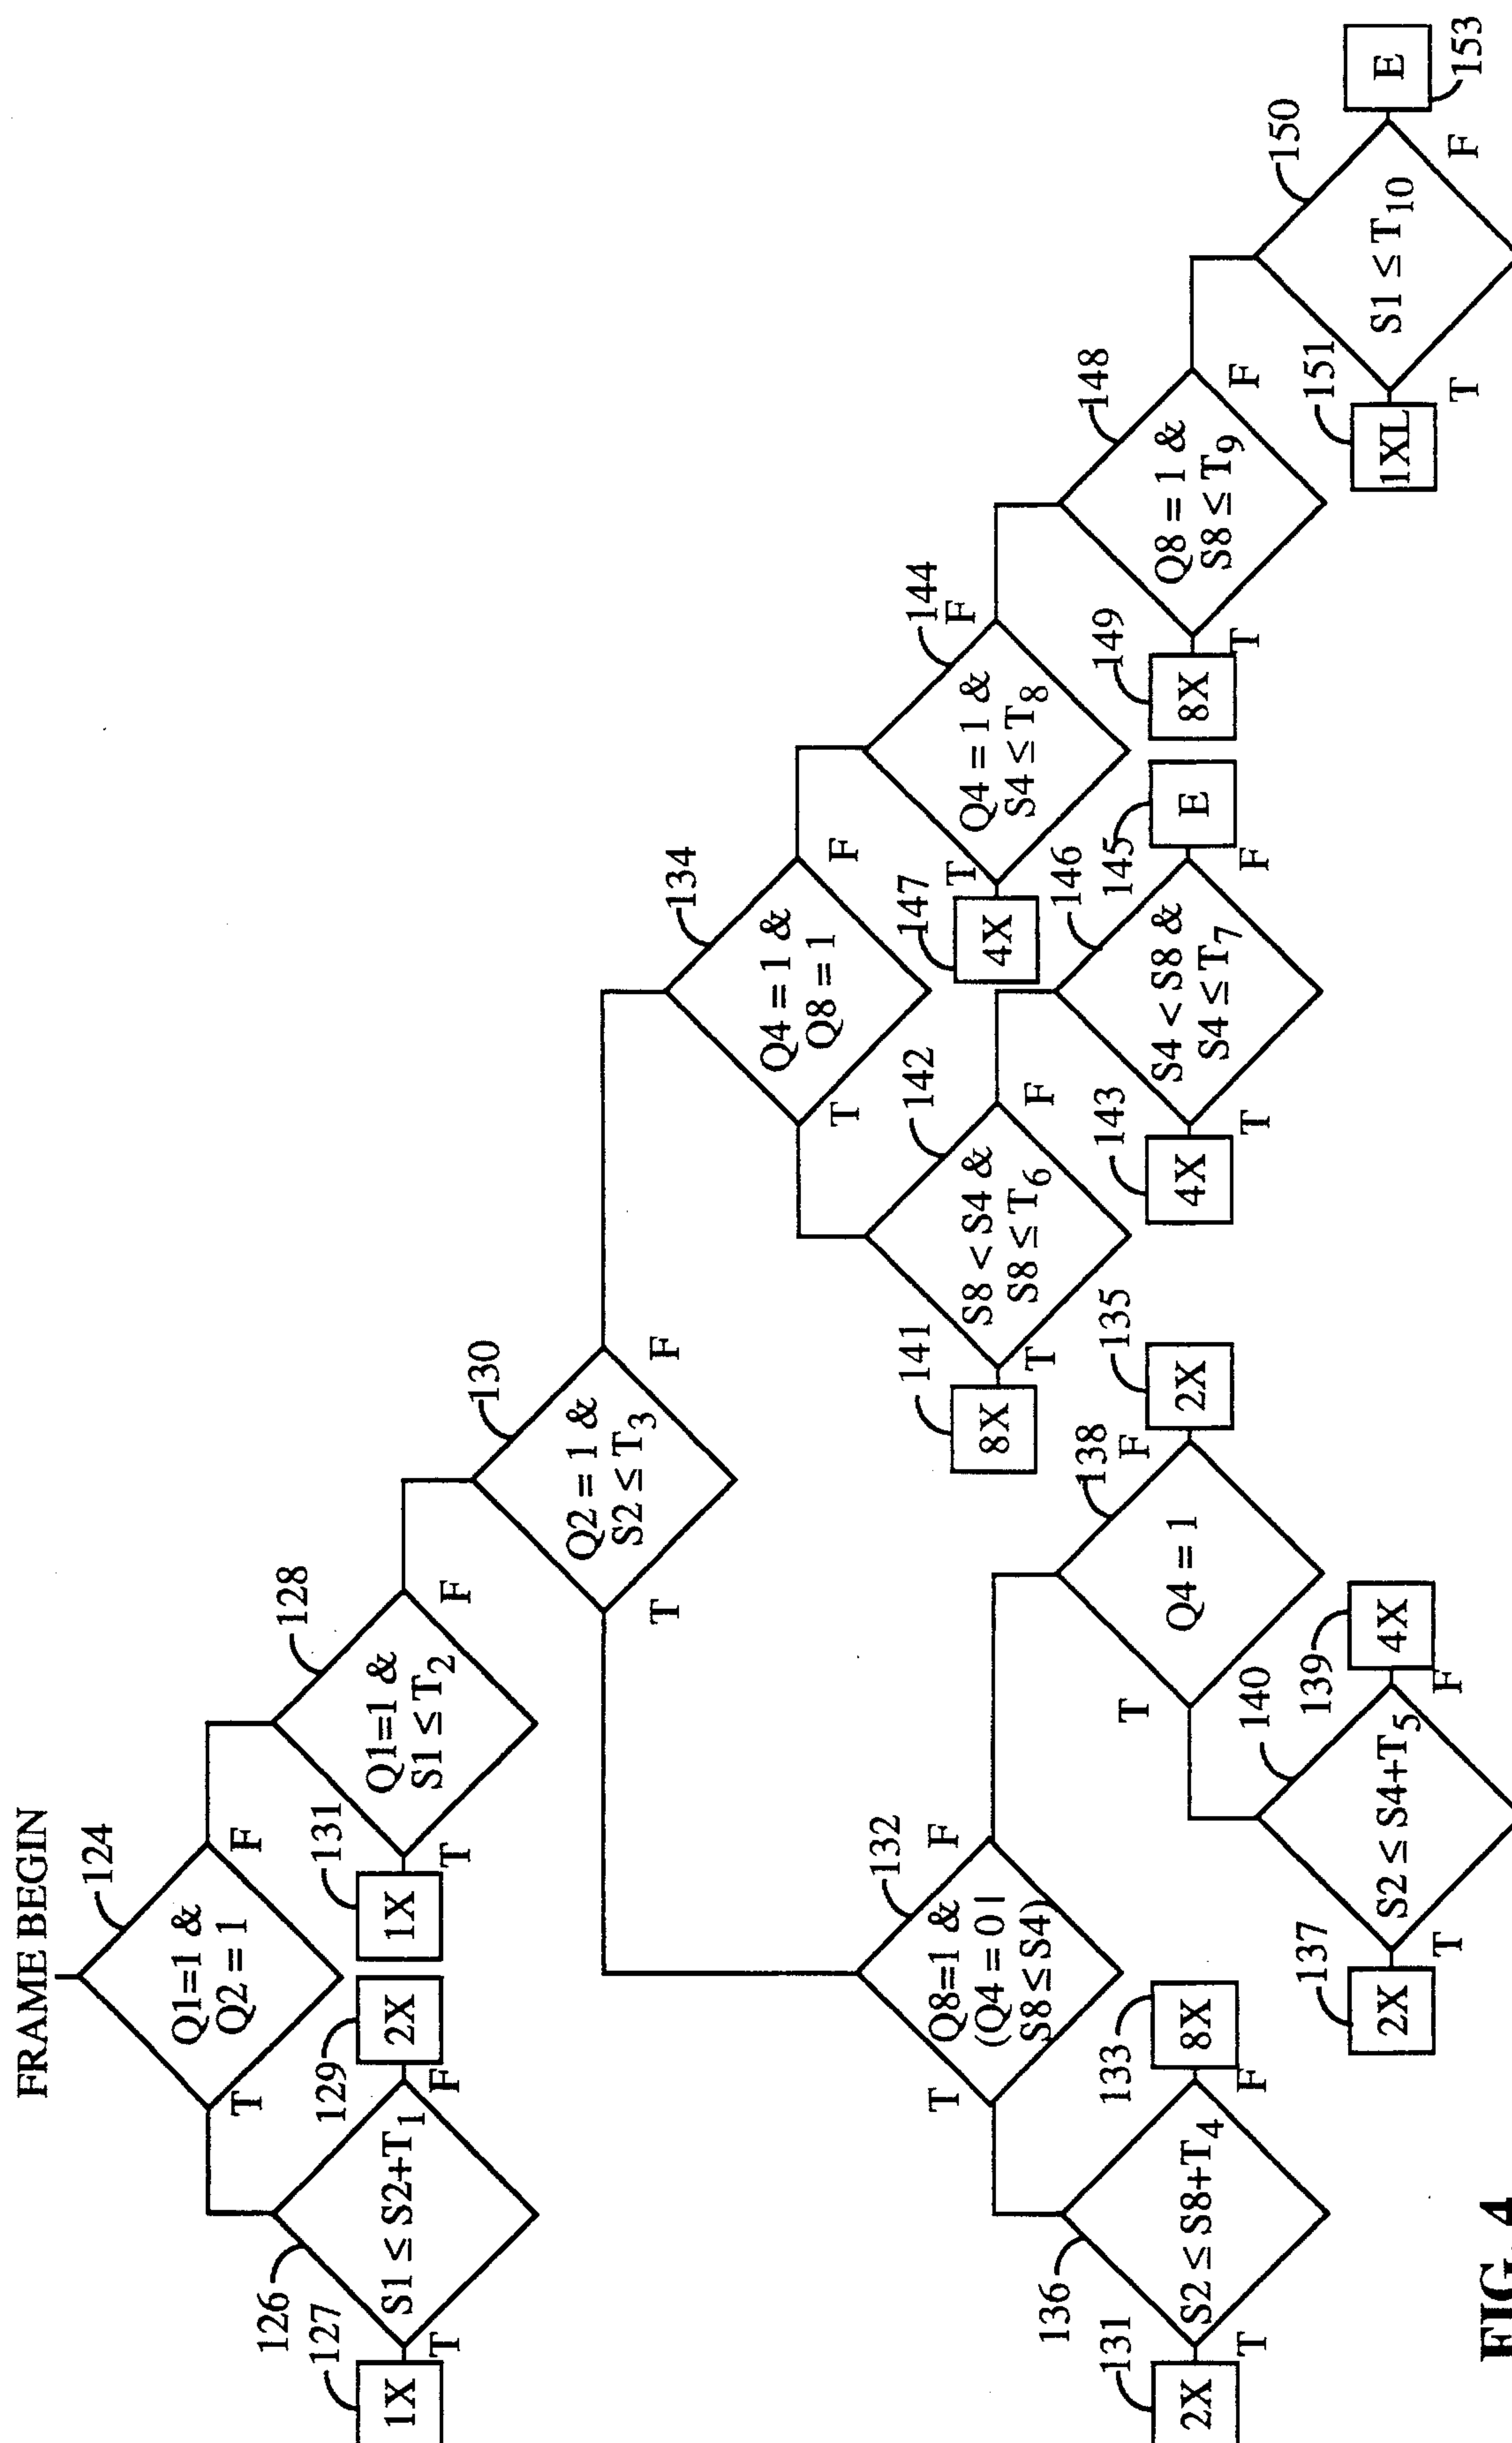 FRAME BEGIN
124
Q1=1 &
Q2 = 1
T
F
126
S1 ≤ S2+T1
127
1X
T
129
2X
F
128
Q1=1 &
S1 ≤ T2
131
1X
T
F
130
Q2 = 1 &
S2 ≤ T3
T
F
132
Q8=1 &
(Q4 = 0 |
S8 ≤ S4)
T
F
134
Q4 = 1 &
Q8 = 1
T
F
136
S2 ≤ S8+T4
131
2X
T
133
8X
F
138
Q4 = 1
T
F
135
2X
140
S2 ≤ S4+T5
137
2X
T
139
4X
F
142
S8 < S4 &
S8 ≤ T6
141
8X
T
F
144
Q4 = 1 &
S4 ≤ T8
147
4X
T
F
146
S4 < S8 &
S4 ≤ T7
143
4X
T
145
E
F
148
Q8 = 1 &
S8 ≤ T9
149
8X
T
F
150
S1 ≤ T10
151
1XL
T
153
E
F
FIG. 4